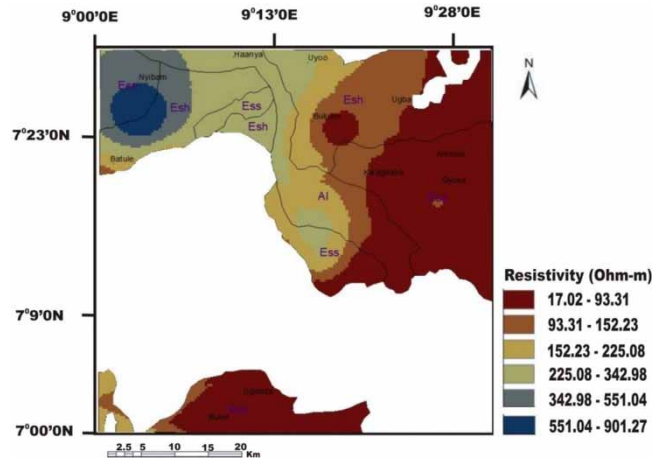 9°00'0E 9°13'0E 9°28'0E
Haanya Uyoo
N
Nyibam
Esh Ess Esh Ugba
Esh
7°23'0N
Batule
Al
Ess
Resistivity (Ohm-m)
17.02 - 93.31
93.31 - 152.23
7°9'0N
152.23 - 225.08
225.08 - 342.98
342.98 - 551.04
551.04 - 901.27
7°00'0N
2.5 5 10 15 20
Km